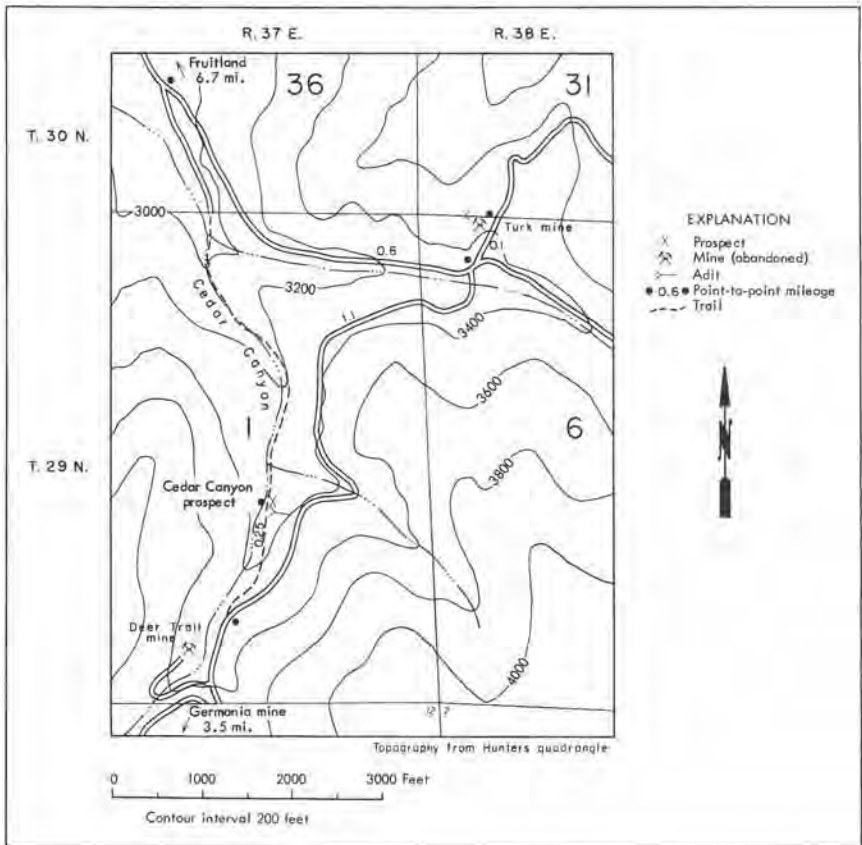 R. 37 E.
R. 38 E.
Fruitland
6.7 mi.
36
31
T. 30 N.
3000
Turk mine
0.6
0.1
EXPLANATION
Prospect
Mine (abandoned)
Adit
0.6 Point-to-point mileage
Trail
3200
Cedar Canyon
1.1
3400
3600
N
1
6
T. 29 N.
3800
Cedar Canyon
prospect
0.25
Deer Trail
mine
4000
Germania mine
3.5 mi.
12
7
Topography from Hunters quadrangle
0 1000 2000 3000 Feet
Contour interval 200 feet